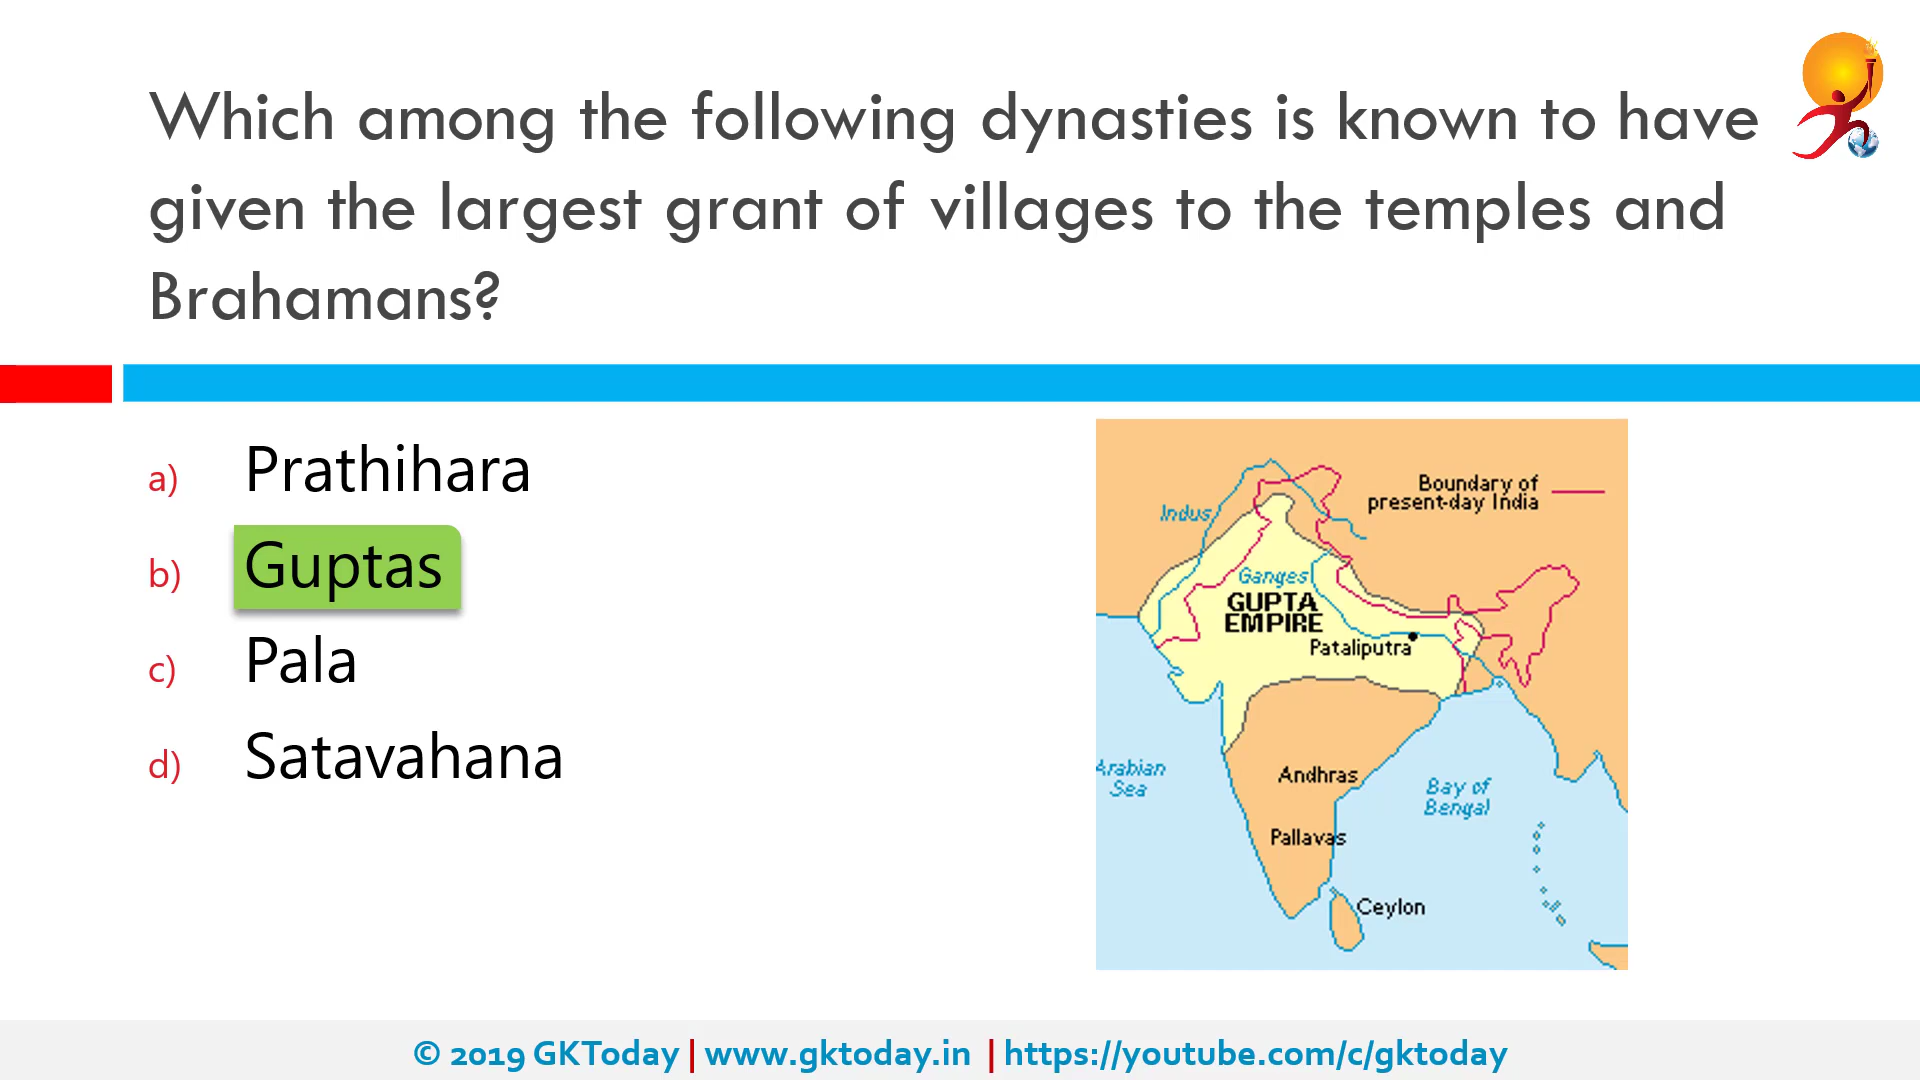 Which among the following dynasties is known to have
given the largest grant of villages to the temples and
Brahamans?
a) Prathihara
b) Guptas
c) Pala
d) Satavahana
Boundary of
present-day India
Indus
Ganges
GUPTA
EMPIRE
Pataliputra
Arabian
Sea
Andhras
Bay of
Bengal
Pallavas
Ceylon
© 2019 GKToday | www.gktoday.in | https://youtube.com/c/gktoday